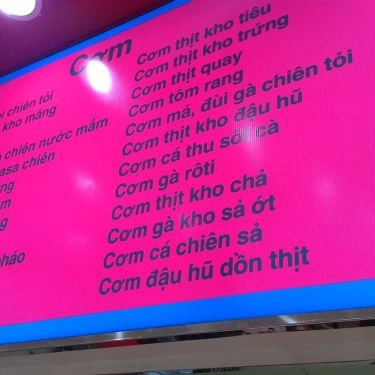 Cơm
chiên tỏi
kho măng
chiên nước mắm
asa chiên
Cơm thịt kho tiêu
Cơm thịt kho trứng
Cơm thịt quay
Cơm tôm rang
Cơm má, đùi gà chiên tỏi
Cơm thịt kho đậu hũ
Cơm cá thu sốt cà
Cơm gà rôti
Cơm thịt kho chả
Cơm gà kho sả ớt
Cơm cá chiên sả
Cơm đậu hũ dồn thịt